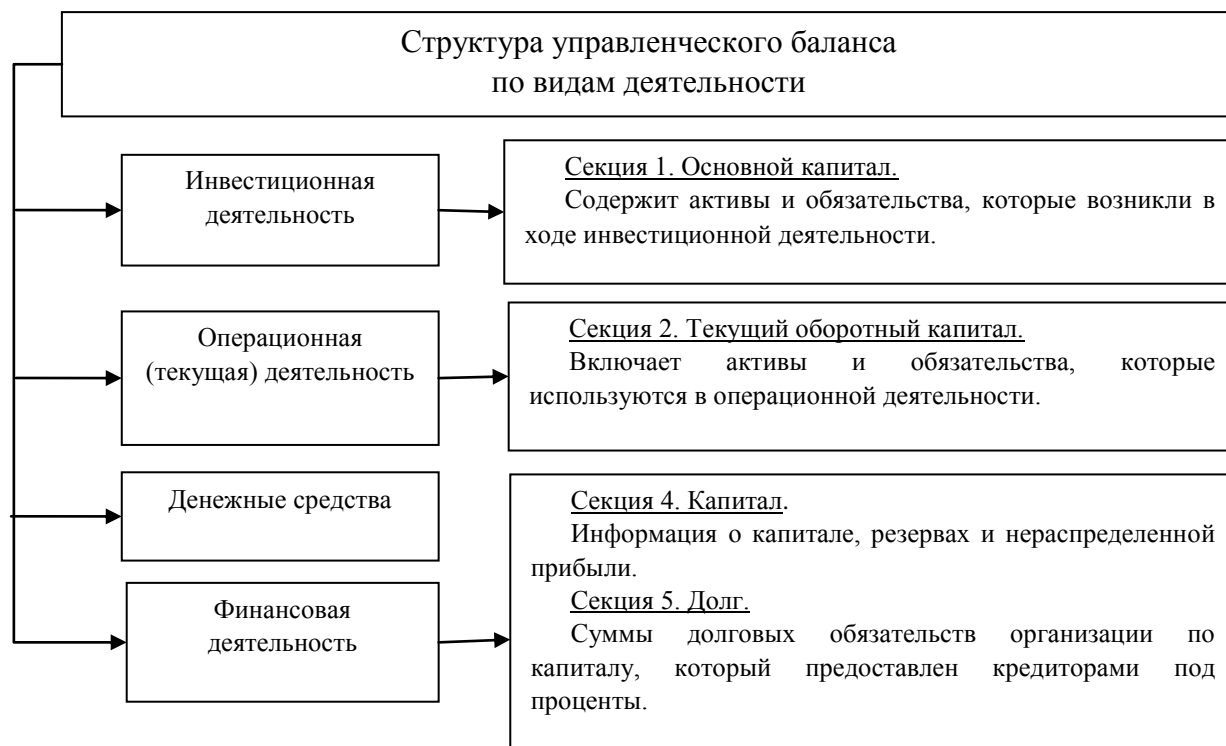 Структура управленческого баланса
по видам деятельности
Инвестиционная
деятельность
Секция 1. Основной капитал.
Содержит активы и обязательства, которые возникли в
ходе инвестиционной деятельности.
Операционная
(текущая) деятельность
Секция 2. Текущий оборотный капитал.
Включает активы и обязательства, которые
используются в операционной деятельности.
Денежные средства
Финансовая
деятельность
Секция 4. Капитал.
Информация о капитале, резервах и нераспределенной
прибыли.
Секция 5. Долг.
Суммы долговых обязательств организации по
капиталу, который предоставлен кредиторами под
проценты.